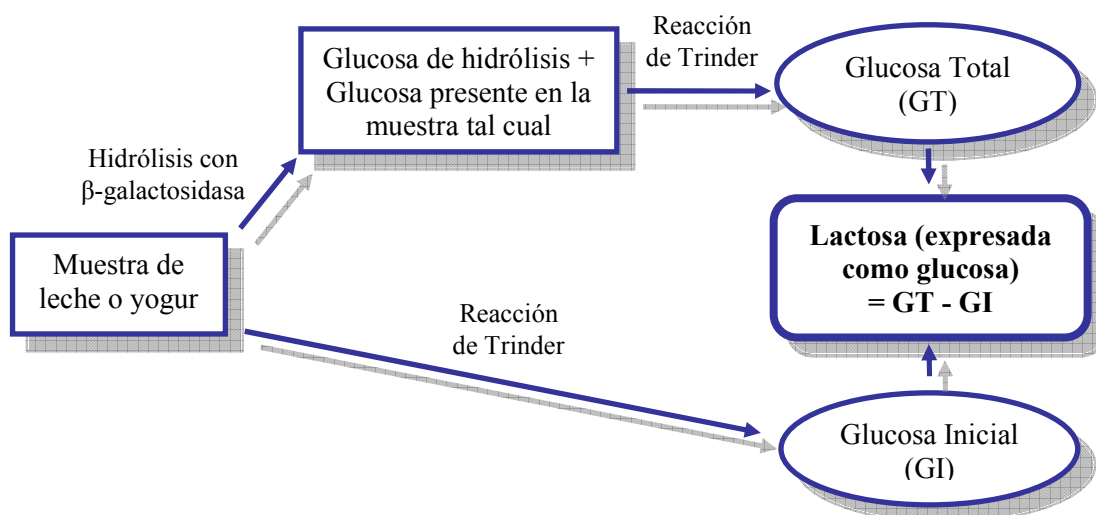 Muestra de
leche o yogur
Hidrólisis con
β-galactosidasa
Glucosa de hidrólisis +
Glucosa presente en la
muestra tal cual
Reacción
de Trinder
Glucosa Total
(GT)
Reacción
de Trinder
Glucosa Inicial
(GI)
Lactosa (expresada
como glucosa)
= GT - GI